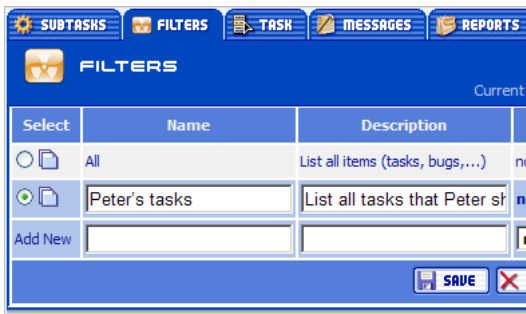 SUBTASKS FILTERS TASK MESSAGES REPORTS
FILTERS
Current
Select Name Description
All List all items (tasks, bugs,...)
Peter's tasks List all tasks that Peter
Add New
SAVE